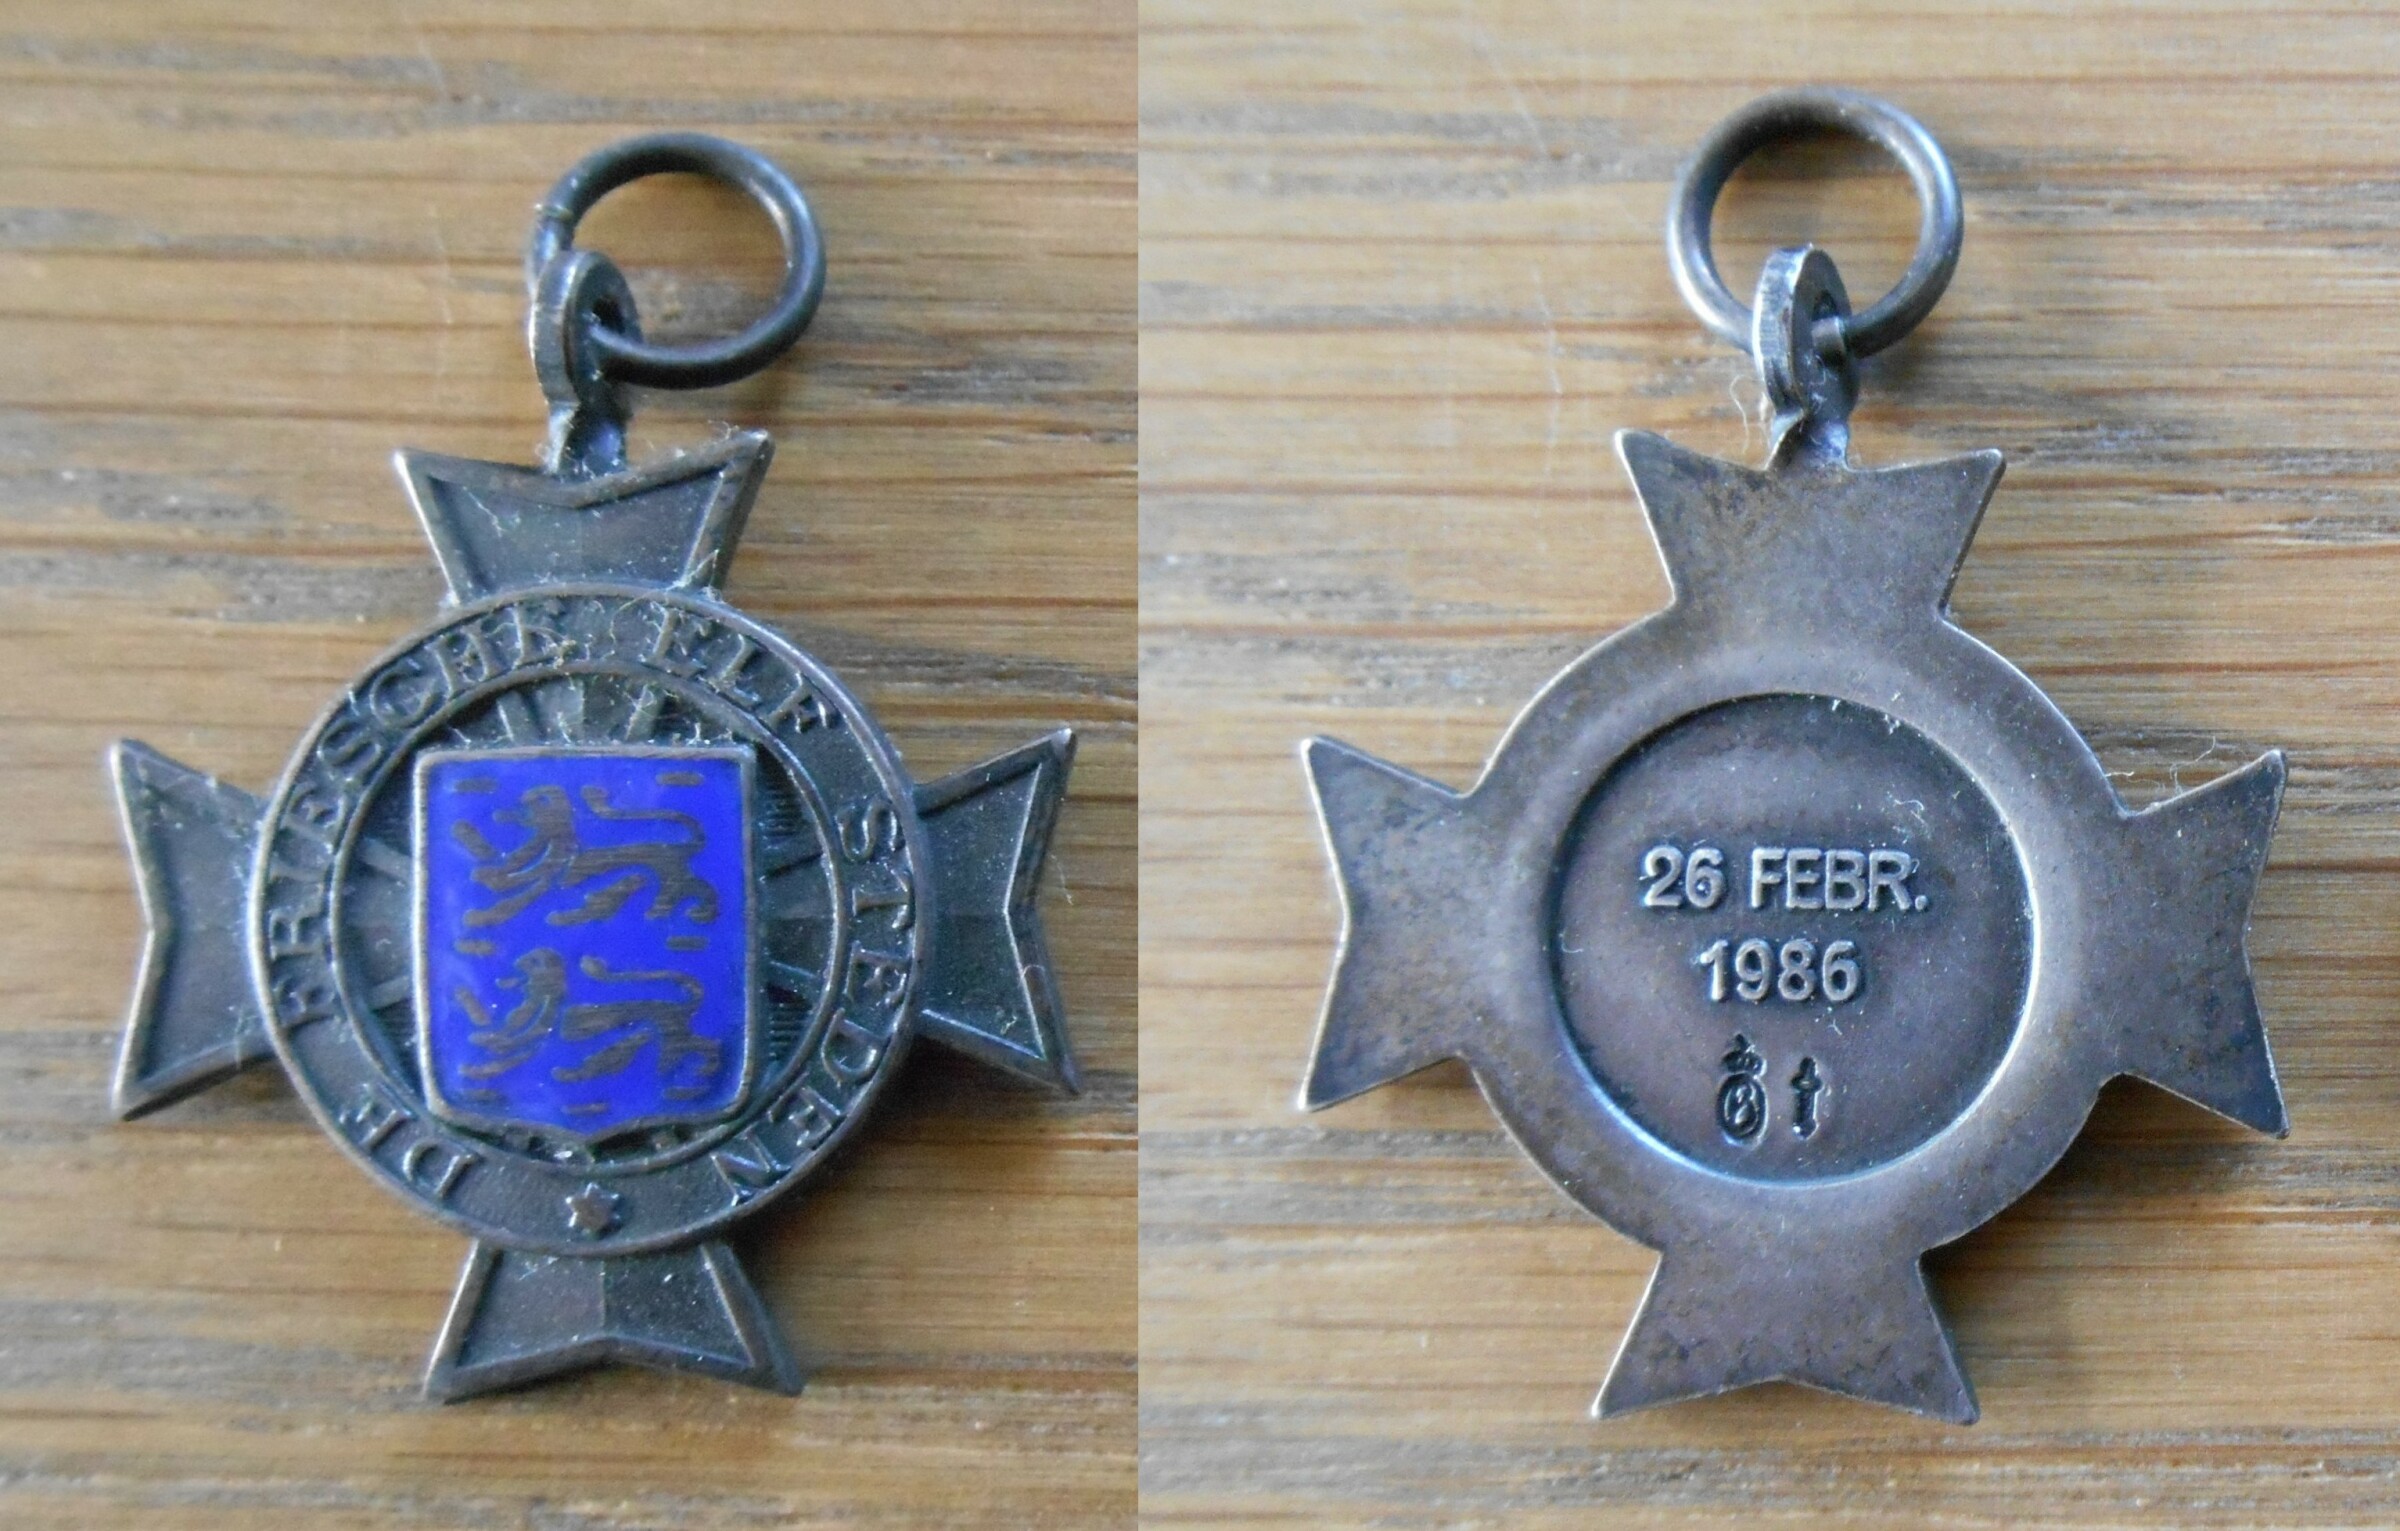 DE FRIESCHE ELF STEDEN
26 FEBR.
1986